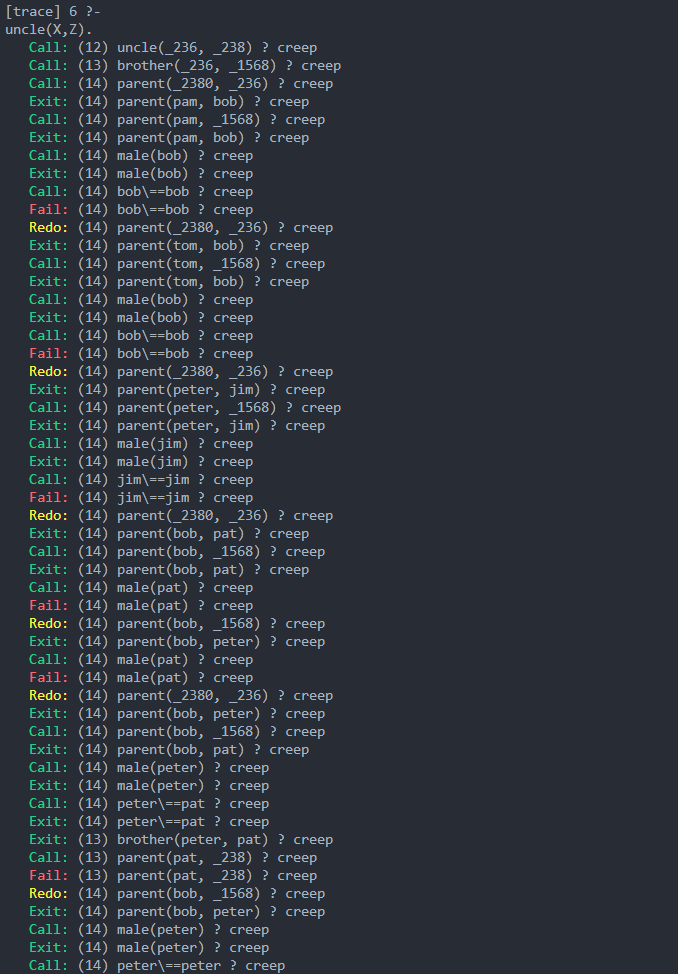 [trace] 6 ?-
uncle(X,Z).
Call: (12) uncle(_236, _238) ? creep
Call: (13) brother(_236, _1568) ? creep
Call: (14) parent(_2380, _236) ? creep
Exit: (14) parent(pam, bob) ? creep
Call: (14) parent(pam, _1568) ? creep
Exit: (14) parent(pam, bob) ? creep
Call: (14) male(bob) ? creep
Exit: (14) male(bob) ? creep
Call: (14) bob\==bob ? creep
Fail: (14) bob\==bob ? creep
Redo: (14) parent(_2380, _236) ? creep
Exit: (14) parent(tom, bob) ? creep
Call: (14) parent(tom, _1568) ? creep
Exit: (14) parent(tom, bob) ? creep
Call: (14) male(bob) ? creep
Exit: (14) male(bob) ? creep
Call: (14) bob\==bob ? creep
Fail: (14) bob\==bob ? creep
Redo: (14) parent(_2380, _236) ? creep
Exit: (14) parent(peter, jim) ? creep
Call: (14) parent(peter, _1568) ? creep
Exit: (14) parent(peter, jim) ? creep
Call: (14) male(jim) ? creep
Exit: (14) male(jim) ? creep
Call: (14) jim\==jim ? creep
Fail: (14) jim\==jim ? creep
Redo: (14) parent(_2380, _236) ? creep
Exit: (14) parent(bob, pat) ? creep
Call: (14) parent(bob, _1568) ? creep
Exit: (14) parent(bob, pat) ? creep
Call: (14) male(pat) ? creep
Fail: (14) male(pat) ? creep
Redo: (14) parent(bob, _1568) ? creep
Exit: (14) parent(bob, peter) ? creep
Call: (14) male(pat) ? creep
Fail: (14) male(pat) ? creep
Redo: (14) parent(_2380, _236) ? creep
Exit: (14) parent(bob, peter) ? creep
Call: (14) parent(bob, _1568) ? creep
Exit: (14) parent(bob, pat) ? creep
Call: (14) male(peter) ? creep
Exit: (14) male(peter) ? creep
Call: (14) peter\==pat ? creep
Exit: (14) peter\==pat ? creep
Exit: (13) brother(peter, pat) ? creep
Call: (13) parent(pat, _238) ? creep
Fail: (13) parent(pat, _238) ? creep
Redo: (14) parent(bob, _1568) ? creep
Exit: (14) parent(bob, peter) ? creep
Call: (14) male(peter) ? creep
Exit: (14) male(peter) ? creep
Call: (14) peter\==peter ? creep